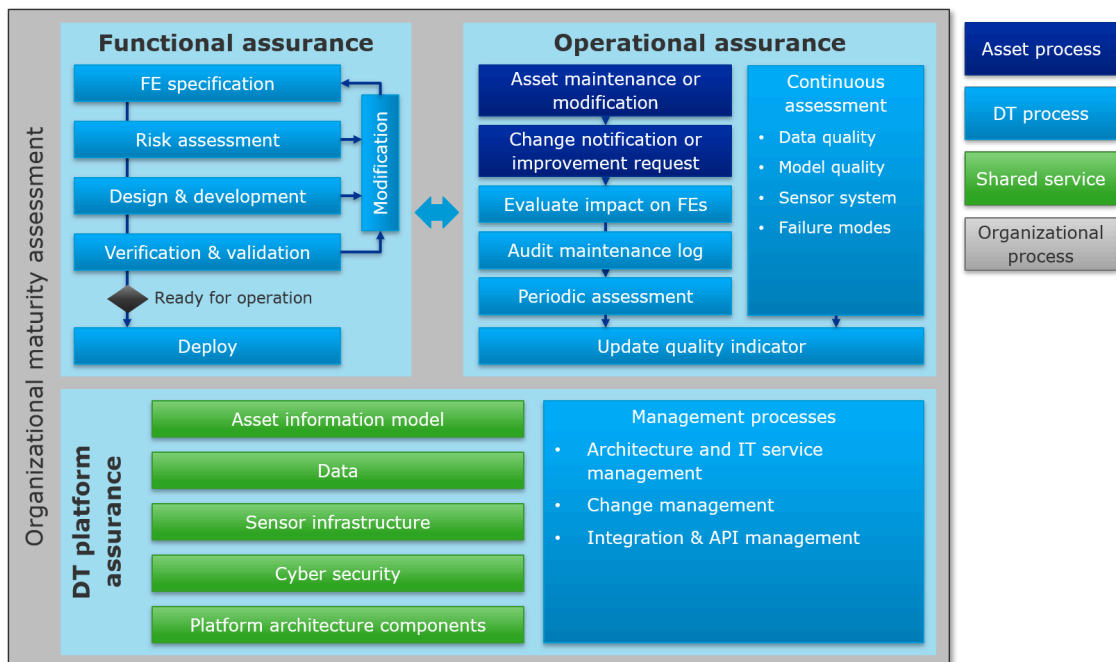 Organizational maturity assessment
Functional assurance
FE specification
Risk assessment
Design & development
Verification & validation
Modification
Ready for operation
Deploy
Operational assurance
Asset maintenance or
modification
Change notification or
improvement request
Evaluate impact on FEs
Audit maintenance log
Periodic assessment
Continuous
assessment
• Data quality
• Model quality
• Sensor system
• Failure modes
Update quality indicator
DT platform
assurance
Asset information model
Data
Sensor infrastructure
Cyber security
Platform architecture components
Management processes
• Architecture and IT service
management
• Change management
• Integration & API management
Asset process
DT process
Shared service
Organizational
process